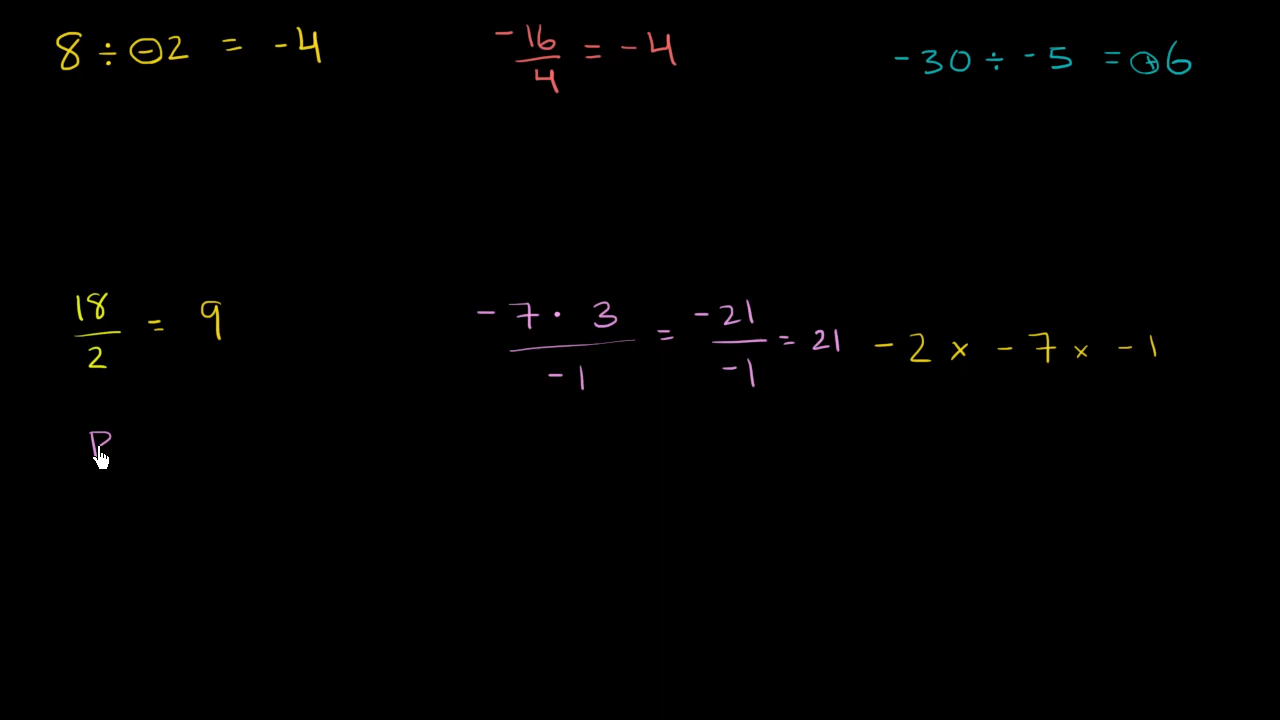 8 ÷ -2 = -4
-16/4 = -4
-30 ÷ -5 = +6
18/2 = 9
-7 · 3 / -1 = -21/-1 = 21
-2 x -7 x -1
P